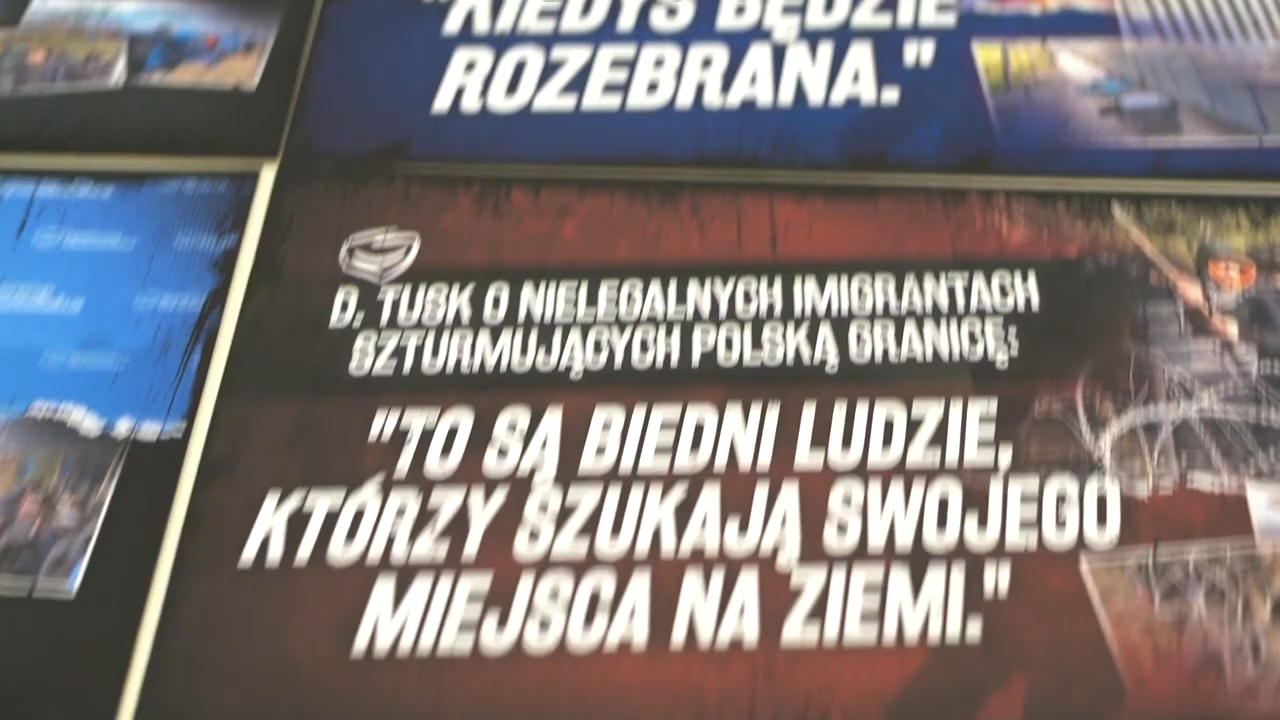 "KIEDYŚ BĘDZIE
ROZEBRANA."
D. TUSK O NIELEGALNYCH IMIGRANTACH
SZTURMUJĄCYCH POLSKĄ GRANICĘ:
"TO SĄ BIEDNI LUDZIE,
KTÓRZY SZUKAJĄ SWOJEGO
MIEJSCA NA ZIEMI."